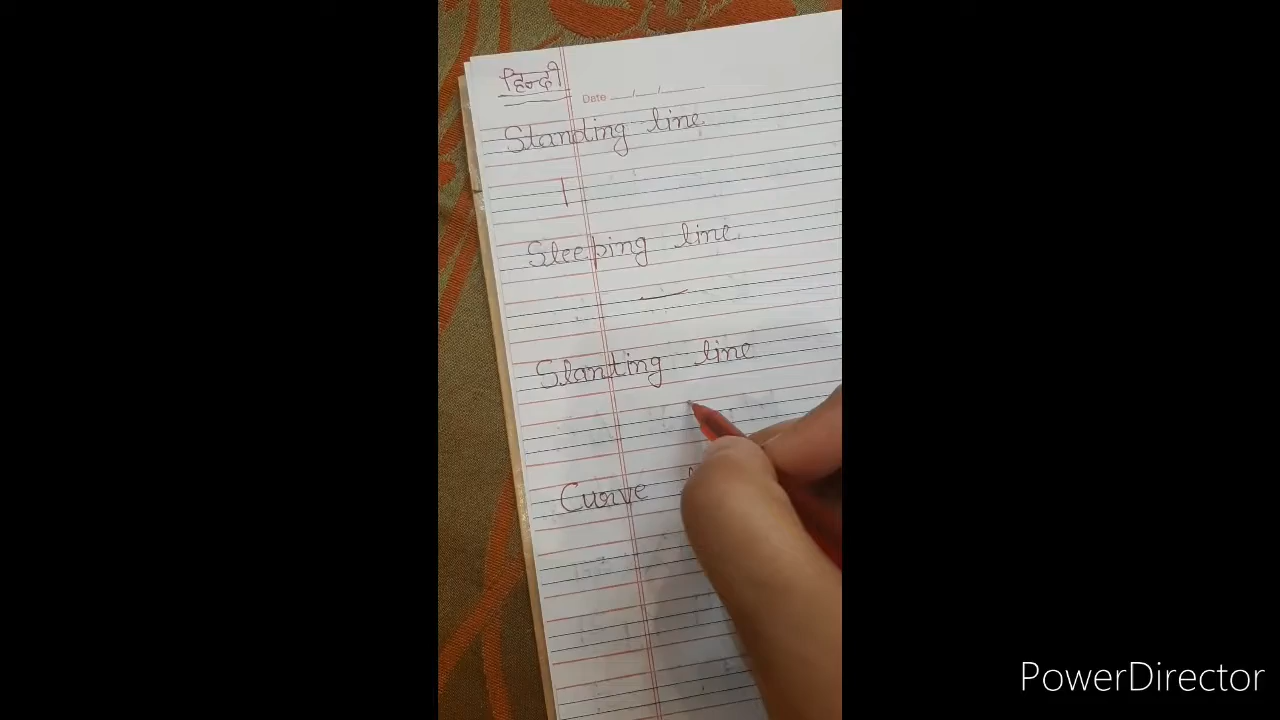 हिन्दी
Date
Standing line.
Sleeping line.
Slanting line
Curve
PowerDirector